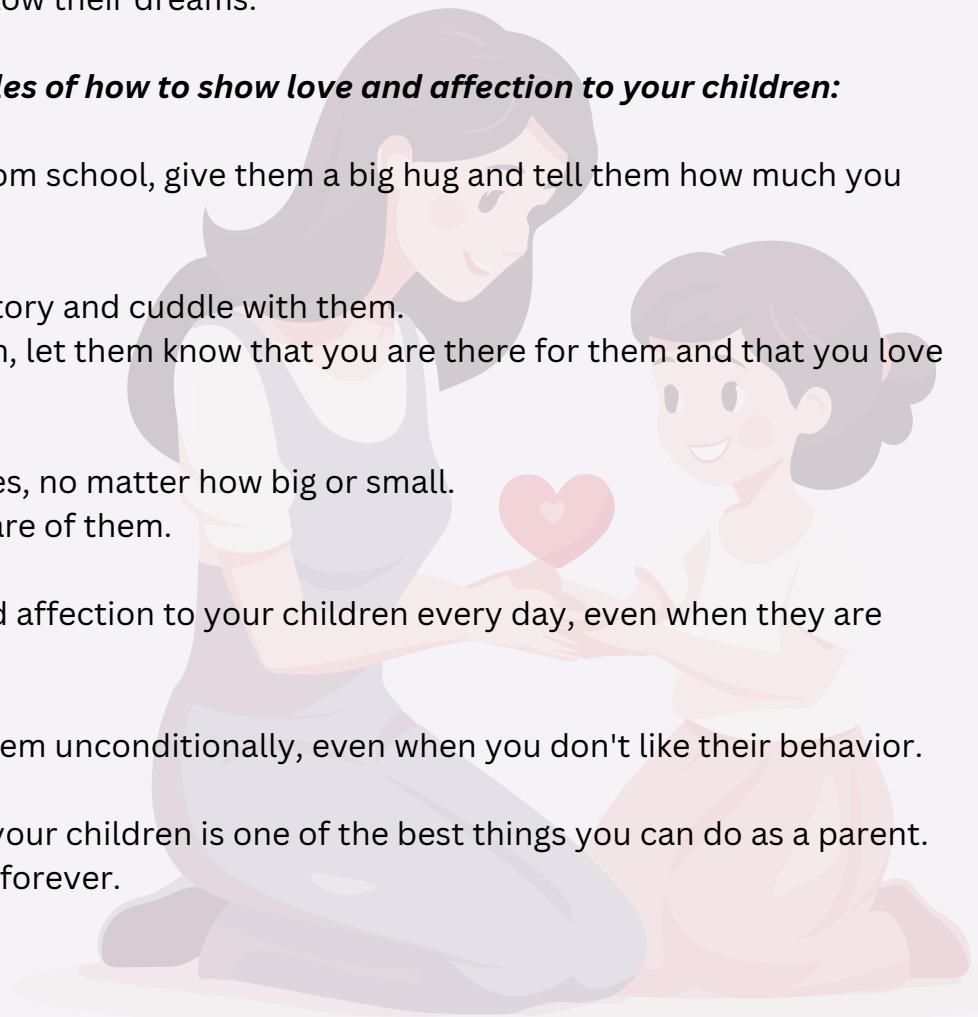 ow their dreams.
les of how to show love and affection to your children:
om school, give them a big hug and tell them how much you
tory and cuddle with them.
, let them know that you are there for them and that you love
es, no matter how big or small.
are of them.
d affection to your children every day, even when they are
em unconditionally, even when you don't like their behavior.
your children is one of the best things you can do as a parent.
forever.